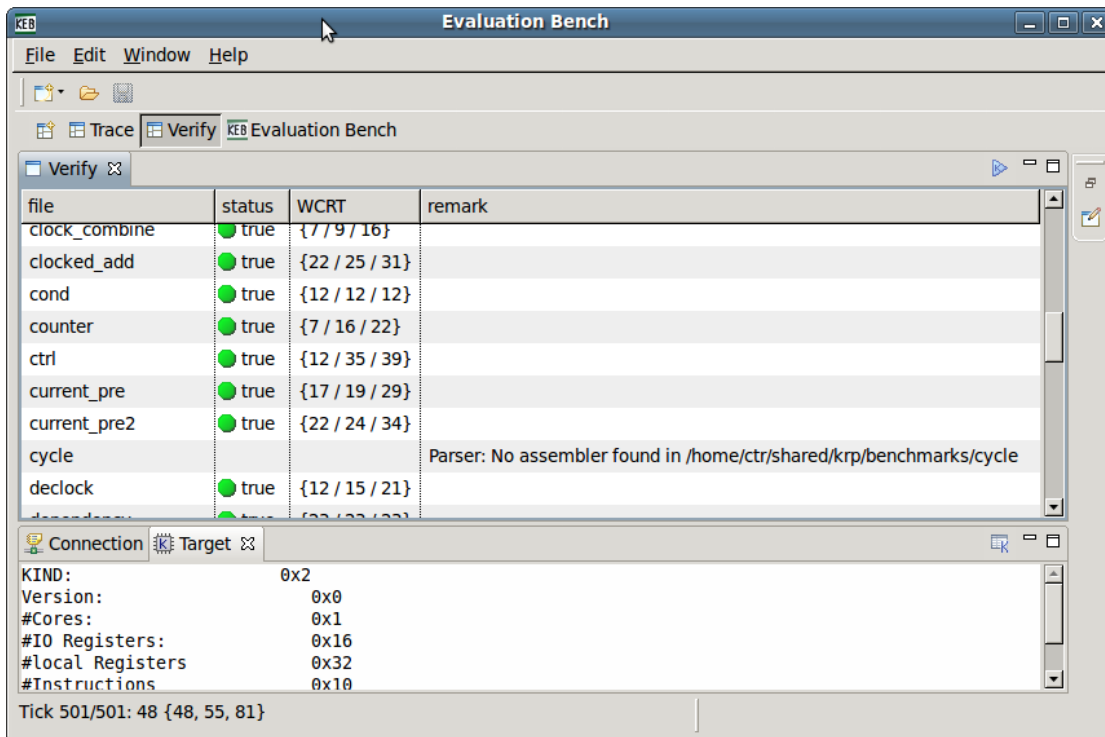 KEB Evaluation Bench
File Edit Window Help
Trace Verify KEB Evaluation Bench
Verify
file status WCRT remark
clock_combine true {7 / 9 / 16}
clocked_add true {22 / 25 / 31}
cond true {12 / 12 / 12}
counter true {7 / 16 / 22}
ctrl true {12 / 35 / 39}
current_pre true {17 / 19 / 29}
current_pre2 true {22 / 24 / 34}
cycle Parser: No assembler found in /home/ctr/shared/krp/benchmarks/cycle
declock true {12 / 15 / 21}
Connection Target
KIND: 0x2
Version: 0x0
#Cores: 0x1
#IO Registers: 0x16
#local Registers 0x32
#Instructions 0x10
Tick 501/501: 48 {48, 55, 81}